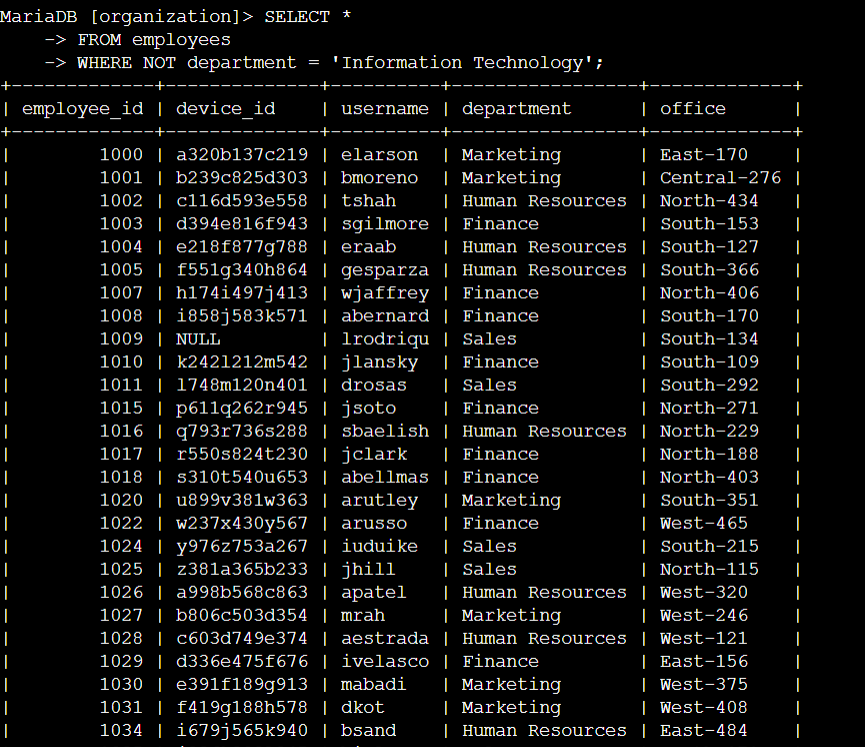 MariaDB [organization]> SELECT *
    -> FROM employees
    -> WHERE NOT department = 'Information Technology';
+-------------+--------------+----------+-----------------+-------------+
| employee_id | device_id    | username | department      | office      |
+-------------+--------------+----------+-----------------+-------------+
|        1000 | a320b137c219 | elarson  | Marketing       | East-170    |
|        1001 | b239c825d303 | bmoreno  | Marketing       | Central-276 |
|        1002 | c116d593e558 | tshah    | Human Resources | North-434   |
|        1003 | d394e816f943 | sgilmore | Finance         | South-153   |
|        1004 | e218f877g788 | eraab    | Human Resources | South-127   |
|        1005 | f551g340h864 | gesparza | Human Resources | South-366   |
|        1007 | h174i497j413 | wjaffrey | Finance         | North-406   |
|        1008 | i858j583k571 | abernard | Finance         | South-170   |
|        1009 | NULL         | lrodriqu | Sales           | South-134   |
|        1010 | k242l212m542 | jlansky  | Finance         | South-109   |
|        1011 | l748m120n401 | drosas   | Sales           | South-292   |
|        1015 | p611q262r945 | jsoto    | Finance         | North-271   |
|        1016 | q793r736s288 | sbaelish | Human Resources | North-229   |
|        1017 | r550s824t230 | jclark   | Finance         | North-188   |
|        1018 | s310t540u653 | abellmas | Finance         | North-403   |
|        1020 | u899v381w363 | arutley  | Marketing       | South-351   |
|        1022 | w237x430y567 | arusso   | Finance         | West-465    |
|        1024 | y976z753a267 | iuduike  | Sales           | South-215   |
|        1025 | z381a365b233 | jhill    | Sales           | North-115   |
|        1026 | a998b568c863 | apatel   | Human Resources | West-320    |
|        1027 | b806c503d354 | mrah     | Marketing       | West-246    |
|        1028 | c603d749e374 | aestrada | Human Resources | West-121    |
|        1029 | d336e475f676 | ivelasco | Finance         | East-156    |
|        1030 | e391f189g913 | mabadi   | Marketing       | West-375    |
|        1031 | f419g188h578 | dkot     | Marketing       | West-408    |
|        1034 | i679j565k940 | bsand    | Human Resources | East-484    |